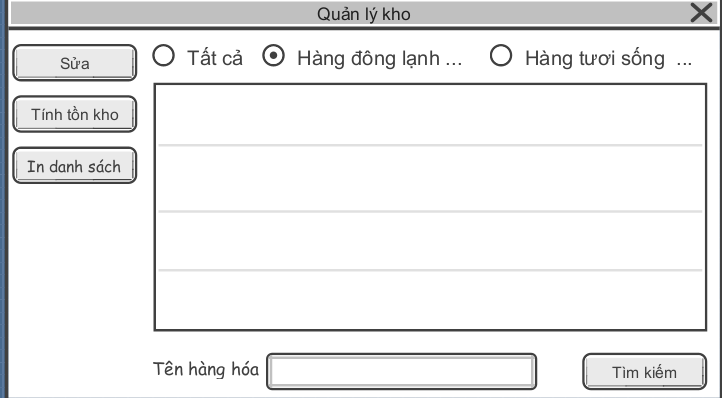 Quản lý kho
Sửa
Tất cả
Hàng đông lạnh ...
Hàng tươi sống ...
Tính tồn kho
In danh sách
Tên hàng hóa
Tìm kiếm